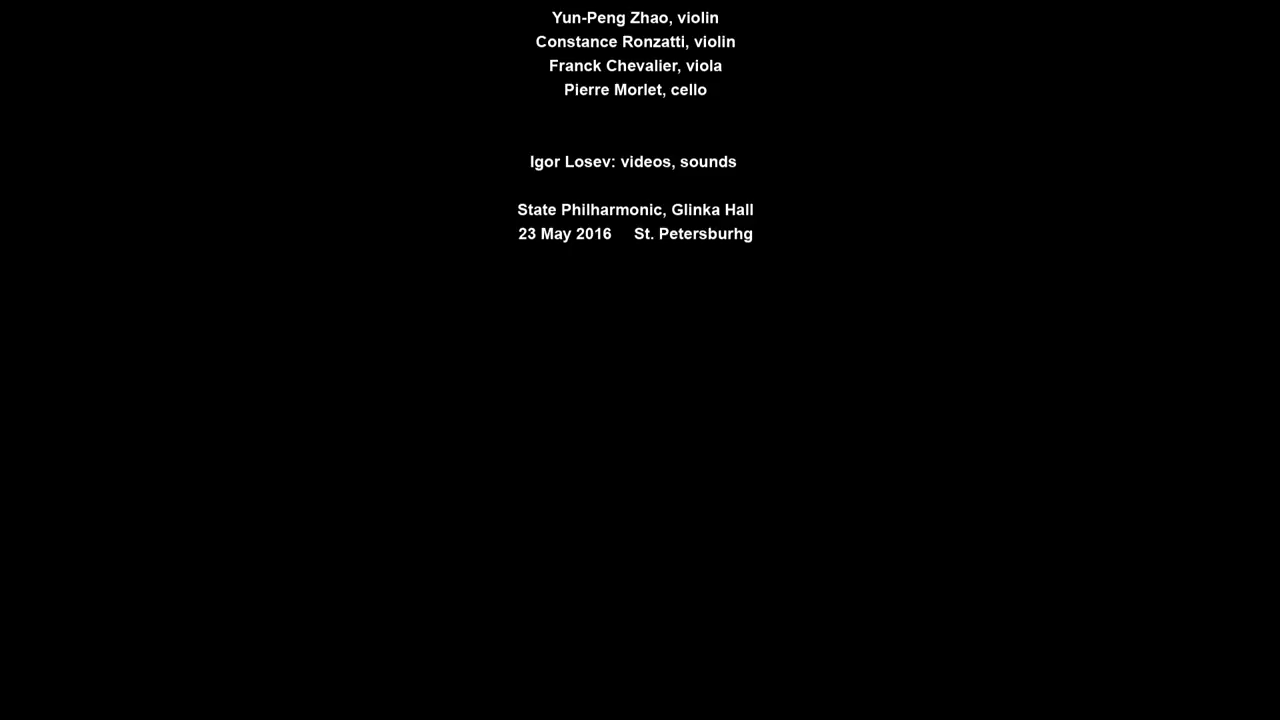 Yun-Peng Zhao, violin
Constance Ronzatti, violin
Franck Chevalier, viola
Pierre Morlet, cello
Igor Losev: videos, sounds
State Philharmonic, Glinka Hall
23 May 2016 St. Petersburhg